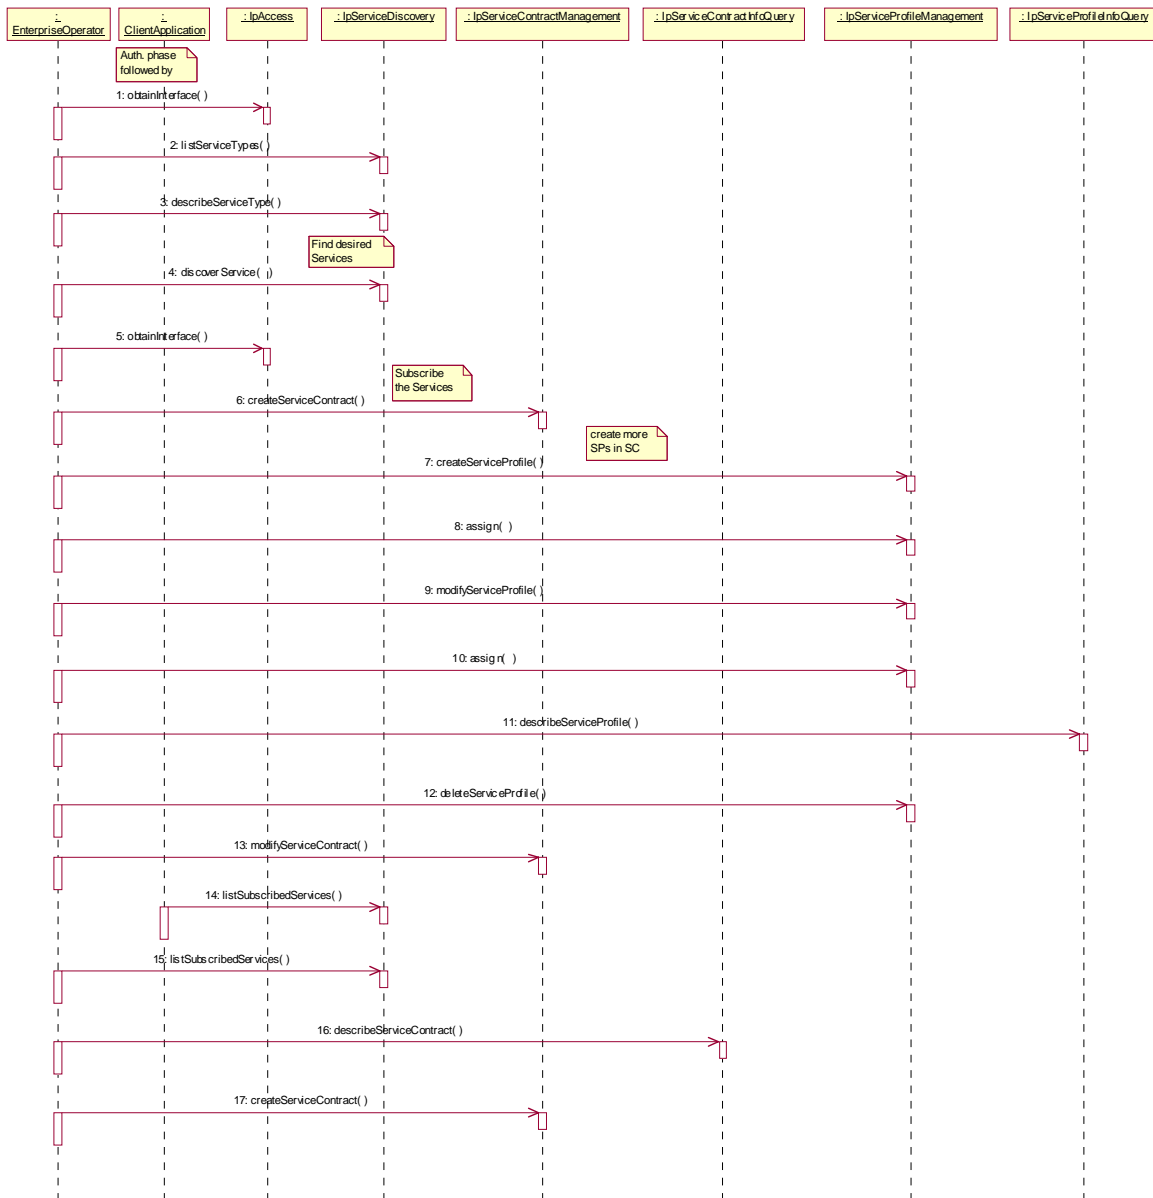 :
EnterpriseOperator
:
ClientApplication
: IpAccess
: IpServiceDiscovery
: IpServiceContractManagement
: IpServiceContractInfoQuery
: IpServiceProfileManagement
: IpServiceProfileInfoQuery
Auth. phase
followed by
1: obtainInterface( )
2: listServiceTypes( )
3: describeServiceType( )
Find desired
Services
4: discoverService( )
5: obtainInterface( )
Subscribe
the Services
6: createServiceContract( )
create more
SPs in SC
7: createServiceProfile( )
8: assign( )
9: modifyServiceProfile( )
10: assign( )
11: describeServiceProfile( )
12: deleteServiceProfile( )
13: modifyServiceContract( )
14: listSubscribedServices( )
15: listSubscribedServices( )
16: describeServiceContract( )
17: createServiceContract( )